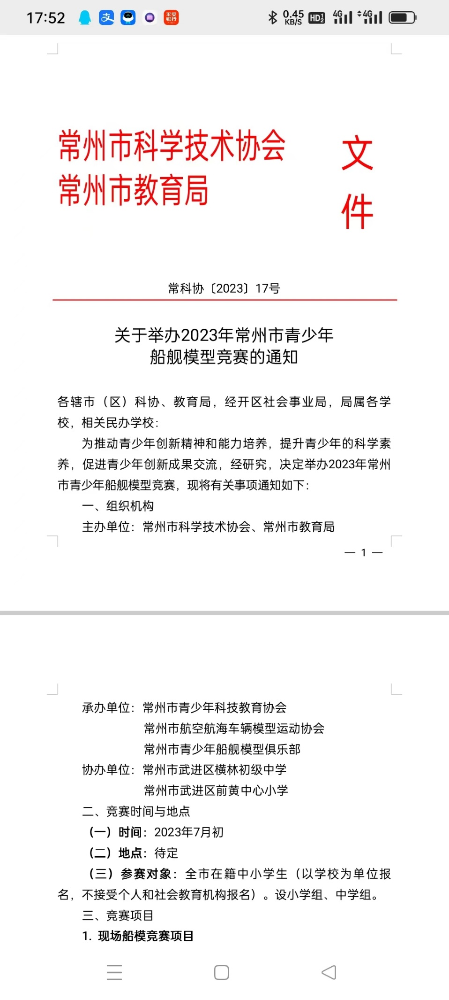 17:52
支
平安
银行
0.45
KB/S
HD 1 2
4G
4G
常州市科学技术协会
常州市教育局
文
件
常科协〔2023〕17号
关于举办2023年常州市青少年
船舰模型竞赛的通知
各辖市（区）科协、教育局，经开区社会事业局，局属各学
校，相关民办学校：
为推动青少年创新精神和能力培养，提升青少年的科学素
养，促进青少年创新成果交流，经研究，决定举办2023年常州
市青少年船舰模型竞赛，现将有关事项通知如下：
一、组织机构
主办单位：常州市科学技术协会、常州市教育局
— 1 —
承办单位：常州市青少年科技教育协会
常州市航空航海车辆模型运动协会
常州市青少年船舰模型俱乐部
协办单位：常州市武进区横林初级中学
常州市武进区前黄中心小学
二、竞赛时间与地点
（一）时间：2023年7月初
（二）地点：待定
（三）参赛对象：全市在籍中小学生（以学校为单位报
名，不接受个人和社会教育机构报名）。设小学组、中学组。
三、竞赛项目
1. 现场船模竞赛项目